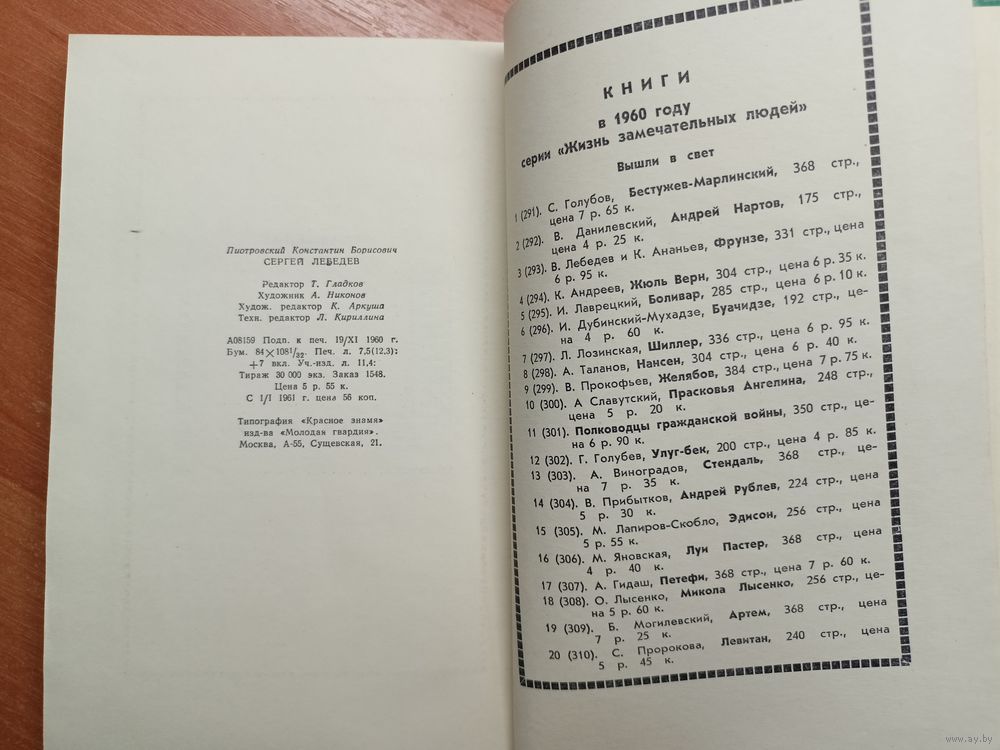 Пиотровский Константин Борисович
СЕРГЕЙ ЛЕБЕДЕВ
Редактор Т. Гладков
Художник А. Никонов
Худож. редактор К. Аркуша
Техн. редактор Л. Кириллина
А08159 Подп. к печ. 19/XI 1960 г.
Бум. 84×108 1/32. Печ. л. 7,5(12,3):
+7 вкл. Уч.-изд. л. 11,4:
Тираж 30 000 экз. Заказ 1548.
Цена 5 р. 55 к.
С 1/I 1961 г. цена 56 коп.
Типография «Красное знамя»
изд-ва «Молодая гвардия».
Москва, А-55, Сущевская, 21.
КНИГИ
в 1960 году
серии «Жизнь замечательных людей»
Вышли в свет
1 (291). С. Голубов, Бестужев-Марлинский, 368 стр.,
цена 7 р. 65 к.
2 (292). В. Данилевский, Андрей Нартов, 175 стр.,
цена 4 р. 25 к.
3 (293). В. Лебедев и К. Ананьев, Фрунзе, 331 стр., цена
6 р. 95 к.
4 (294). К. Андреев, Жюль Верн, 304 стр., цена 6 р. 35 к.
5 (295). И. Лаврецкий, Боливар, 285 стр., цена 6 р. 10 к.
6 (296). И. Дубинский-Мухадзе, Буачидзе, 192 стр., це-
на 4 р. 60 к.
7 (297). Л. Лозинская, Шиллер, 336 стр., цена 6 р. 95 к.
8 (298). А. Таланов, Нансен, 304 стр., цена 6 р. 40 к.
9 (299). В. Прокофьев, Желябов, 384 стр., цена 7 р. 75 к.
10 (300). А Славутский, Прасковья Ангелина, 248 стр.,
цена 5 р. 20 к.
11 (301). Полководцы гражданской войны, 350 стр., це-
на 6 р. 90 к.
12 (302). Г. Голубев, Улуг-бек, 200 стр., цена 4 р. 85 к.
13 (303). А. Виноградов, Стендаль, 368 стр., це-
на 7 р. 35 к.
14 (304). В. Прибытков, Андрей Рублев, 224 стр., цена
5 р. 30 к.
15 (305). М. Лапиров-Скобло, Эдисон, 256 стр., цена
5 р. 55 к.
16 (306). М. Яновская, Луи Пастер, 368 стр., цена
4 р. 40 к.
17 (307). А. Гидаш, Петефи, 368 стр., цена 7 р. 60 к.
18 (308). О. Лысенко, Микола Лысенко, 256 стр., це-
на 5 р. 60 к.
19 (309). Б. Могилевский, Артем, 368 стр., цена
7 р. 25 к.
20 (310). С. Пророкова, Левитан, 240 стр., цена
5 р. 45 к.
www.ay.by